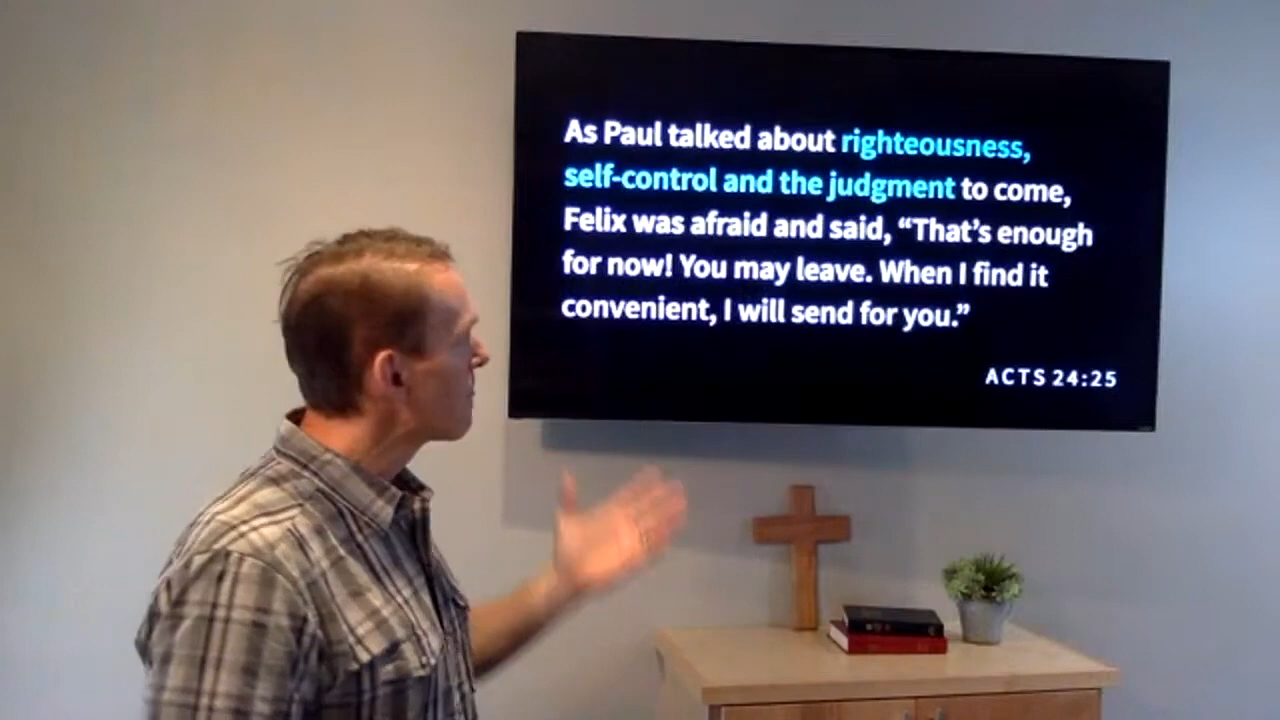 As Paul talked about righteousness,
self-control and the judgment to come,
Felix was afraid and said, “That’s enough
for now! You may leave. When I find it
convenient, I will send for you.”
ACTS 24:25